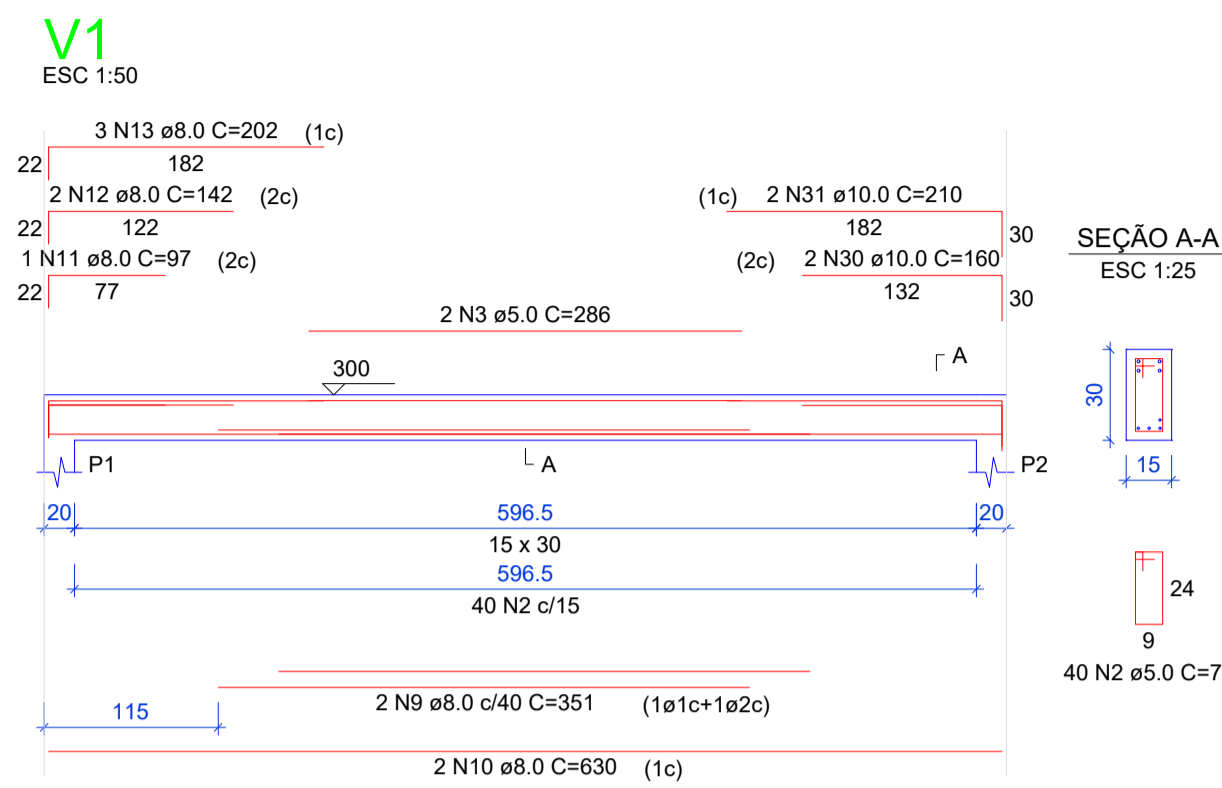 V1
ESC 1:50
3 N13 ø8.0 C=202 (1c)
22
182
2 N12 ø8.0 C=142 (2c)
22
122
1 N11 ø8.0 C=97 (2c)
22
77
(1c) 2 N31 ø10.0 C=210
182
30
(2c) 2 N30 ø10.0 C=160
132
30
SEÇÃO A-A
ESC 1:25
2 N3 ø5.0 C=286
300
A
30
15
P1
A
P2
20 596.5 20
15 x 30
596.5
40 N2 c/15
24
9
40 N2 ø5.0 C=7
2 N9 ø8.0 c/40 C=351 (1ø1c+1ø2c)
115
2 N10 ø8.0 C=630 (1c)